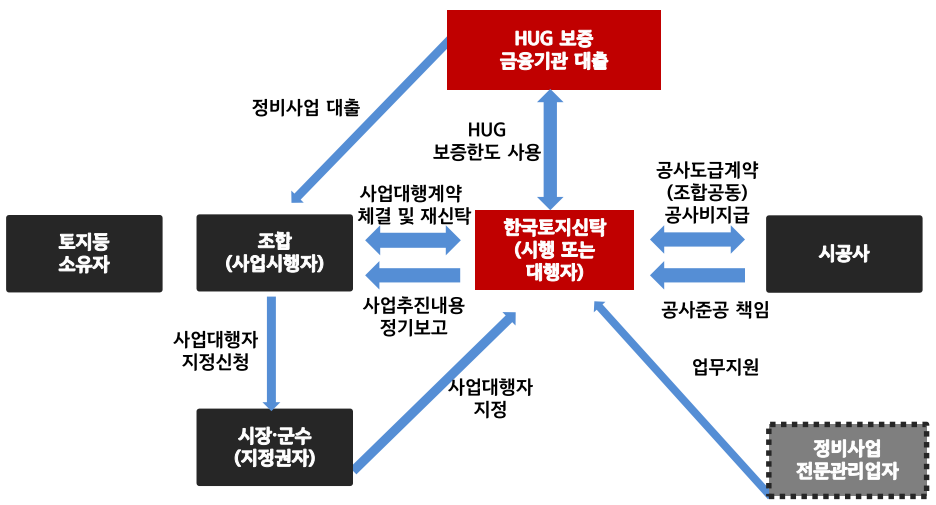 HUG 보증
금융기관 대출
정비사업 대출
HUG
보증한도 사용
사업대행계약
체결 및 재신탁
공사도급계약
(조합공동)
공사비지급
토지등
소유자
조합
(사업시행자)
한국토지신탁
(시행 또는
대행자)
시공사
사업추진내용
정기보고
공사준공 책임
사업대행자
지정신청
업무지원
사업대행자
지정
시장·군수
(지정권자)
정비사업
전문관리업자